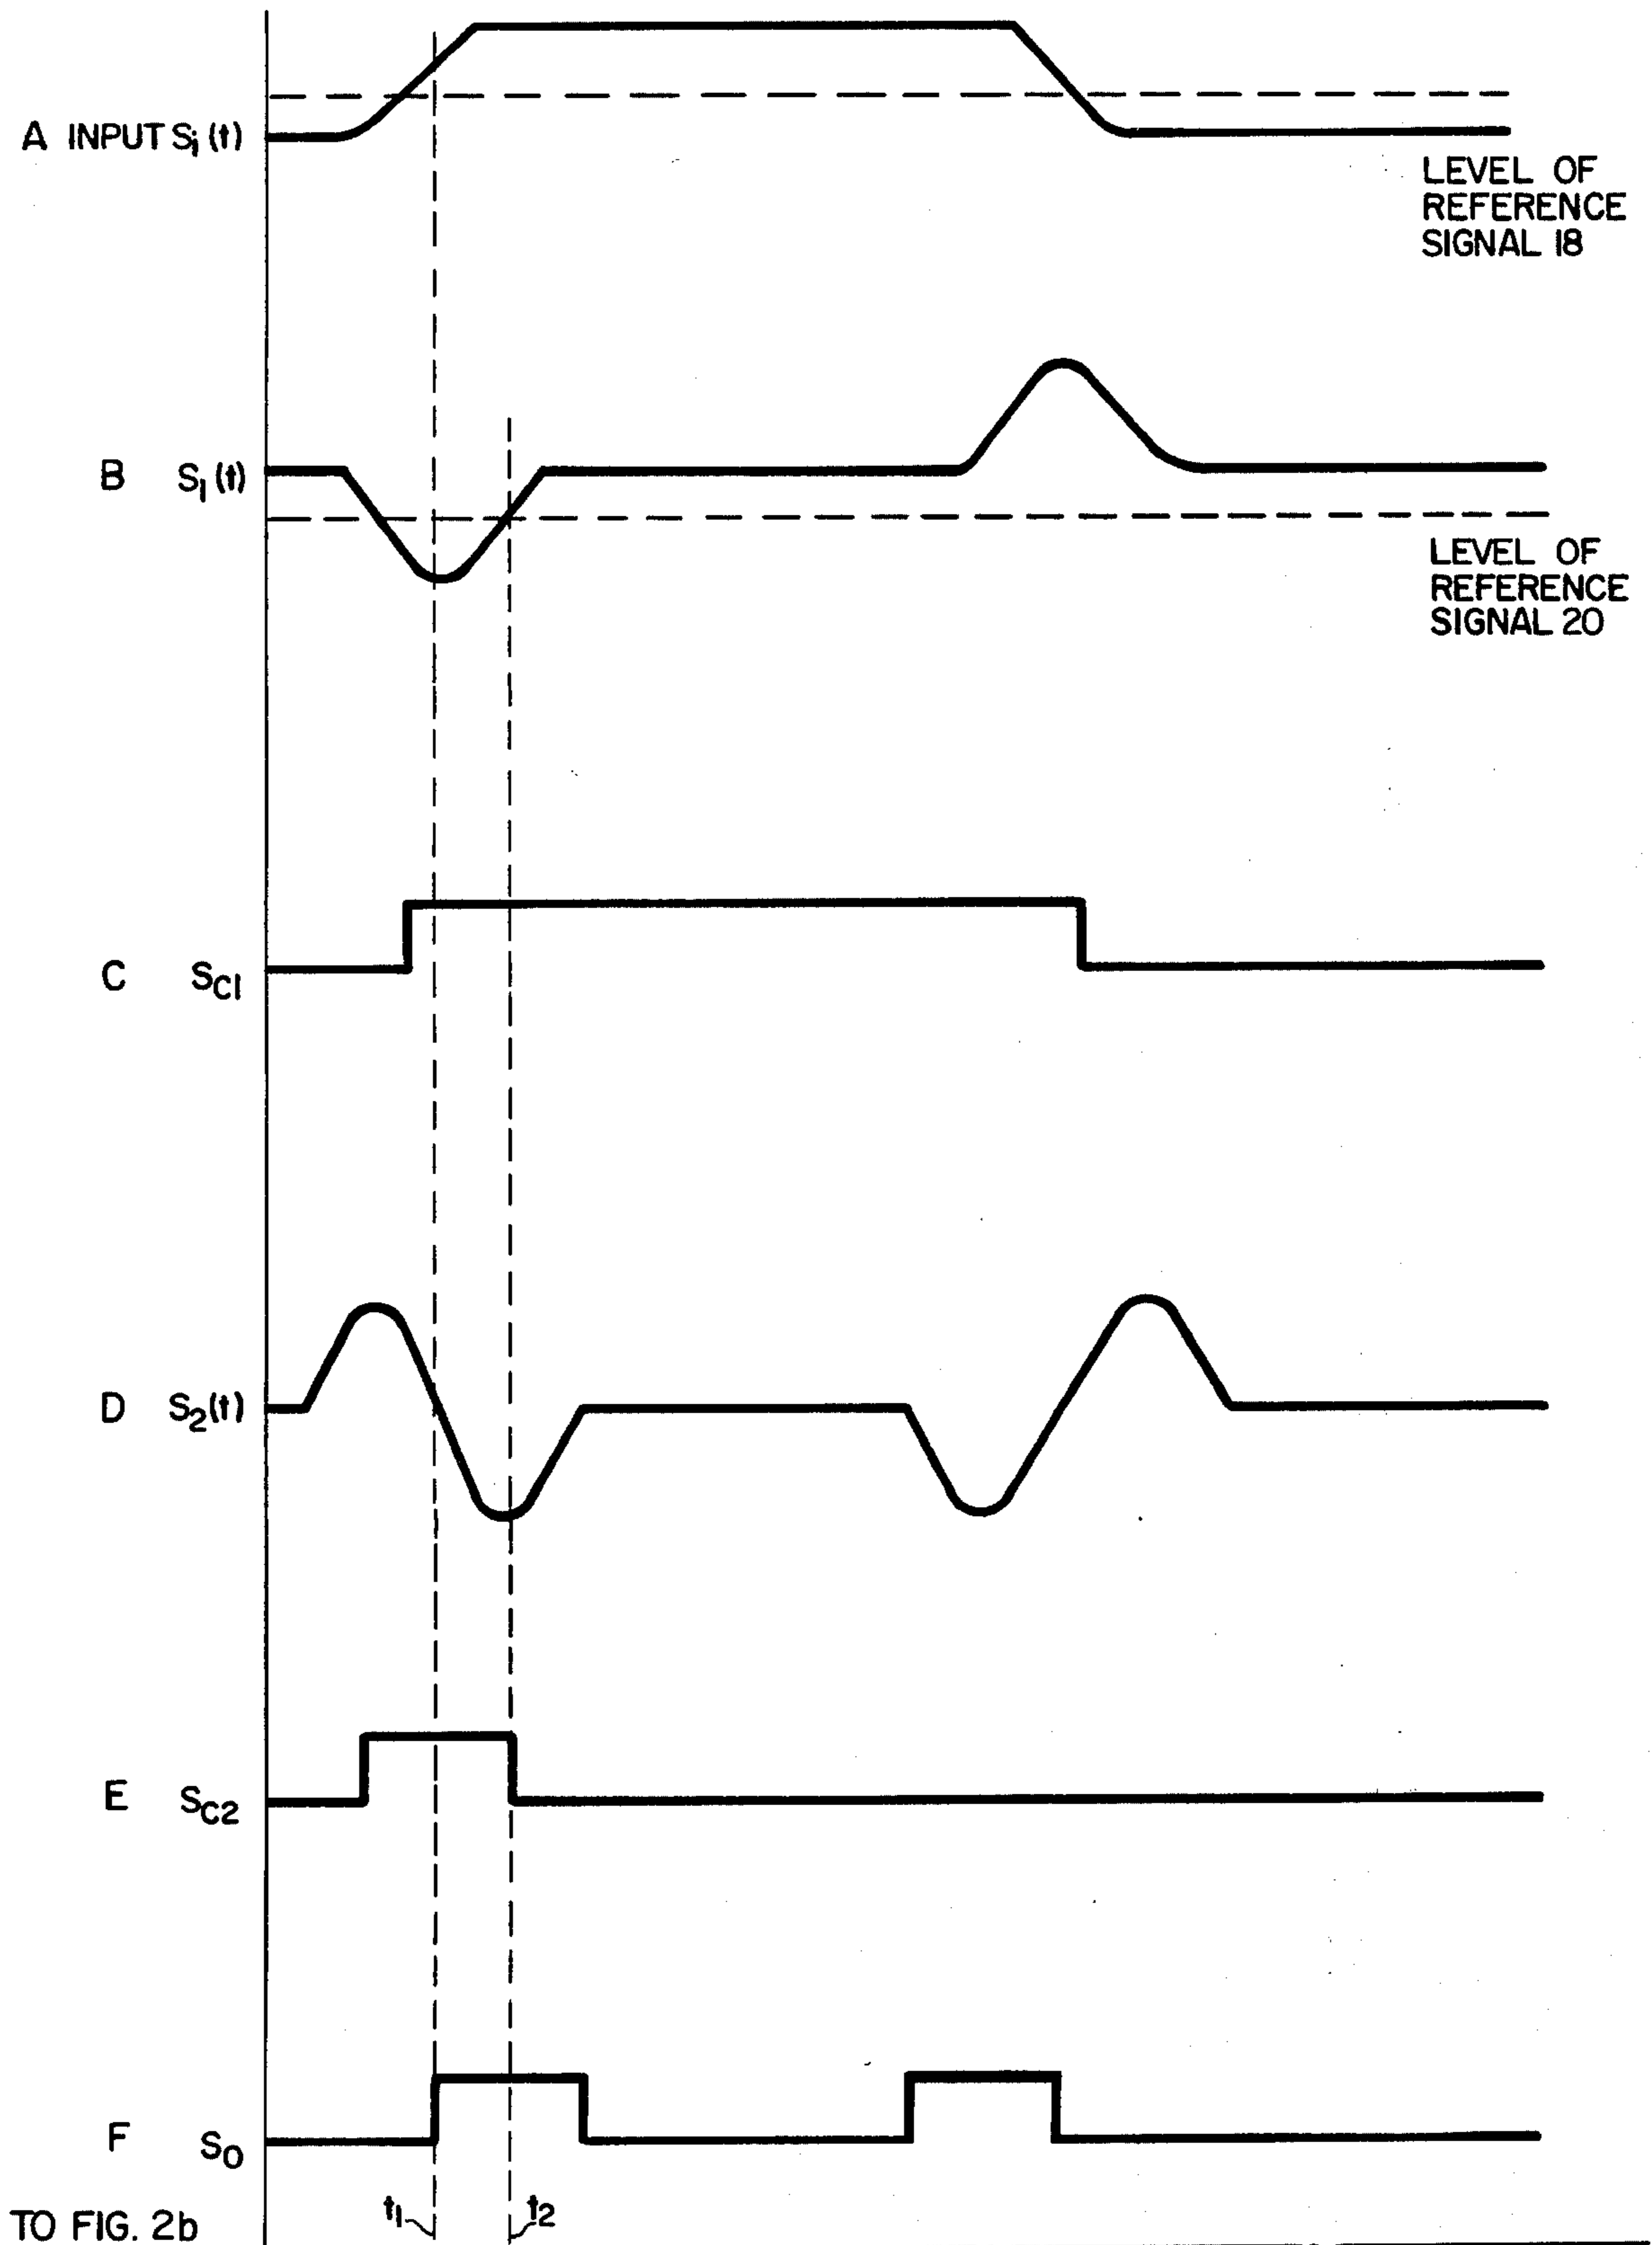 A INPUT Si (t)
LEVEL OF
REFERENCE
SIGNAL 18
B S1 (t)
LEVEL OF
REFERENCE
SIGNAL 20
C SC1
D S2(t)
E SC2
F SO
t1 t2
TO FIG. 2b